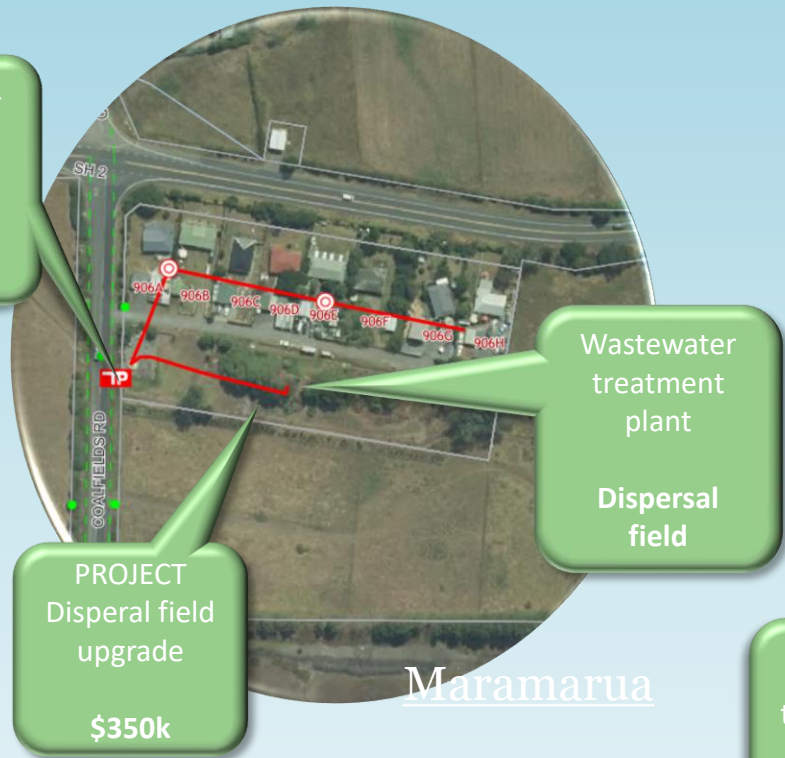 SH 2
906A
906B
906C
906D
906E
906F
906G
906H
TP
COALFIELDS RD
Wastewater
treatment
plant
Dispersal
field
PROJECT
Disperal field
upgrade
$350k
Maramarua